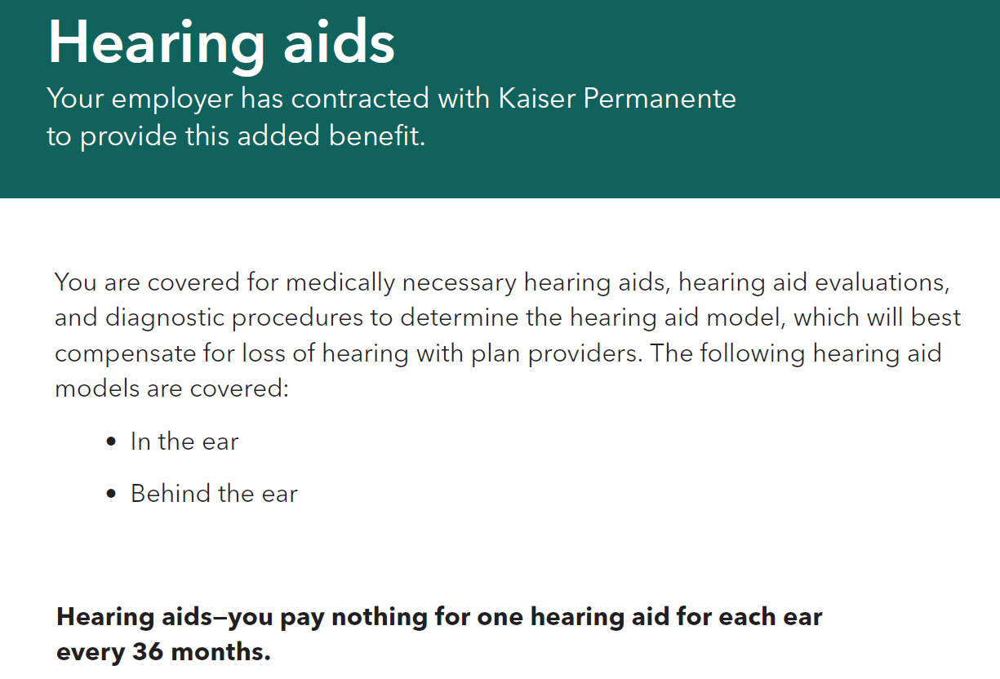 Hearing aids
Your employer has contracted with Kaiser Permanente
to provide this added benefit.
You are covered for medically necessary hearing aids, hearing aid evaluations,
and diagnostic procedures to determine the hearing aid model, which will best
compensate for loss of hearing with plan providers. The following hearing aid
models are covered:
• In the ear
• Behind the ear
Hearing aids—you pay nothing for one hearing aid for each ear
every 36 months.